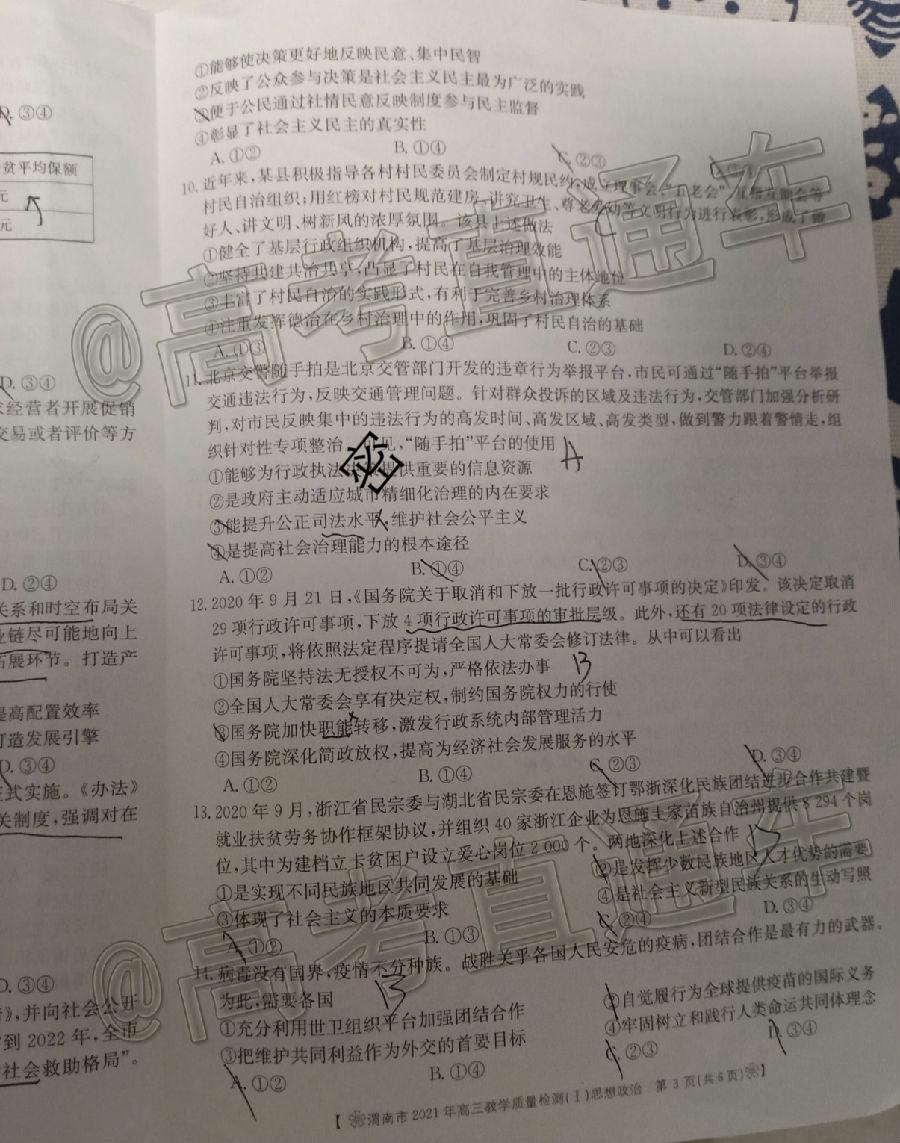 ①能够使决策更好地反映民意、集中民智
②反映了公众参与决策是社会主义民主最为广泛的实践
③便于公民通过社情民意反映制度参与民主监督
④彰显了社会主义民主的真实性
A. ①② B. ①④ C. ②③
10. 近年来，某县积极指导各村村民委员会制定村规民约，成立理事会
村民自治组织；用红榜对村民规范建房、讲究卫生、尊老爱幼等文明行为进行表彰，形成了
好人、讲文明、树新风的浓厚氛围。该县上述做法
①健全了基层行政组织机构，提高了基层治理效能
②坚持共建共治共享，凸显了村民在自我管理中的主体地位
③丰富了村民自治的实践形式，有利于完善乡村治理体系
④注重发挥德治在乡村治理中的作用，巩固了村民自治的基础
A. ①③ B. ①④ C. ②③ D. ②④
11. 北京交警随手拍是北京交管部门开发的违章行为举报平台，市民可通过“随手拍”平台举报
交通违法行为，反映交通管理问题。针对群众投诉的区域及违法行为，交管部门加强分析研
判，对市民反映集中的违法行为的高发时间、高发区域、高发类型，做到警力跟着警情走，组
织针对性专项整治。可见，“随手拍”平台的使用 A
①能够为行政执法 提供重要的信息资源
②是政府主动适应城市精细化治理的内在要求
③能提升公正司法水平，维护社会公平主义
④是提高社会治理能力的根本途径
A. ①② B. ①④ C. ②③ D. ③④
12. 2020 年 9 月 21 日，《国务院关于取消和下放一批行政许可事项的决定》印发。该决定取消
29 项行政许可事项，下放 4 项行政许可事项的审批层级。此外，还有 20 项法律设定的行政
许可事项，将依照法定程序提请全国人大常委会修订法律。从中可以看出
①国务院坚持法无授权不可为，严格依法办事 B
②全国人大常委会享有决定权，制约国务院权力的行使
③国务院加快职能转移，激发行政系统内部管理活力
④国务院深化简政放权，提高为经济社会发展服务的水平
A. ①② B. ①④ C. ②③ D. ③④
13. 2020 年 9 月，浙江省民宗委与湖北省民宗委在恩施签订鄂浙深化民族团结进步合作共建暨
就业扶贫劳务协作框架协议，并组织 40 家浙江企业为恩施土家苗族自治州提供 8 294 个岗
位，其中为建档立卡贫困户设立爱心岗位 2 000 个。两地深化上述合作 B
①是实现不同民族地区共同发展的基础 ②是发挥少数民族地区人才优势的需要
③体现了社会主义的本质要求 ④是社会主义新型民族关系的生动写照
A. ①② B. ①③ C. ②④ D. ③④
14. 病毒没有国界，疫情不分种族。战胜关乎各国人民安危的疫病，团结合作是最有力的武器。
为此，需要各国 B
①充分利用世卫组织平台加强团结合作 ②自觉履行为全球提供疫苗的国际义务
③把维护共同利益作为外交的首要目标 ④牢固树立和践行人类命运共同体理念
A. ①② B. ①④ C. ②③ D. ③④
【渭南市 2021 年高三教学质量检测(Ⅰ)思想政治 第 3 页(共 6 页)】
D. ③④
贫平均保额
元
元
D. ③④
求经营者开展促销
交易或者评价等方
D. ②④
关系和时空布局关
业链尽可能地向上
拓展环节。打造产
提高配置效率
打造发展引擎
D. ③④
正式实施。《办法》
关制度，强调对在
D. ③④
》，并向社会公开
到 2022 年，全市
社会救助格局”。
密
@高考直通车
@高考直通车